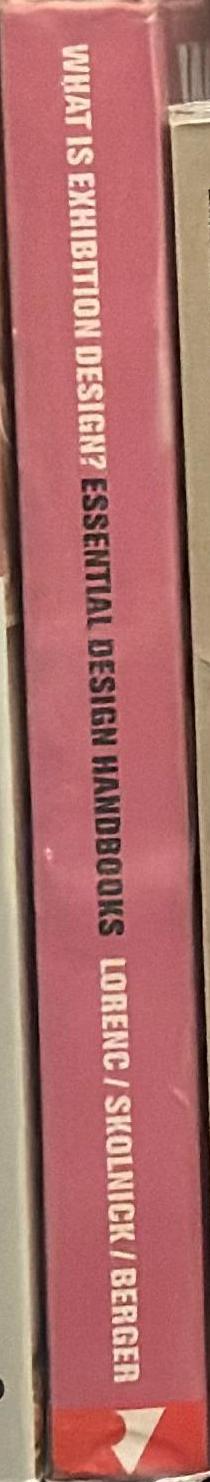 WHAT IS EXHIBITION DESIGN? ESSENTIAL DESIGN HANDBOOKS LORENC / SKOLNICK / BERGER